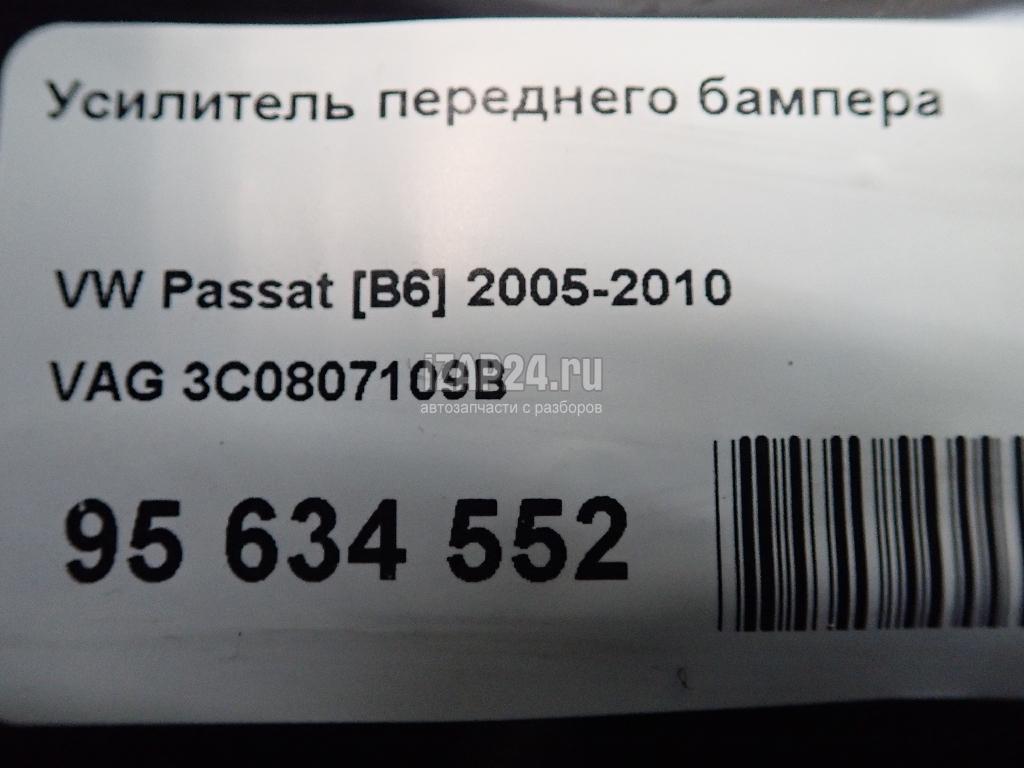 Усилитель переднего бампера
VW Passat [B6] 2005-2010
VAG 3C0807109B
iZAP24.ru
автозапчасти с разборов
95 634 552